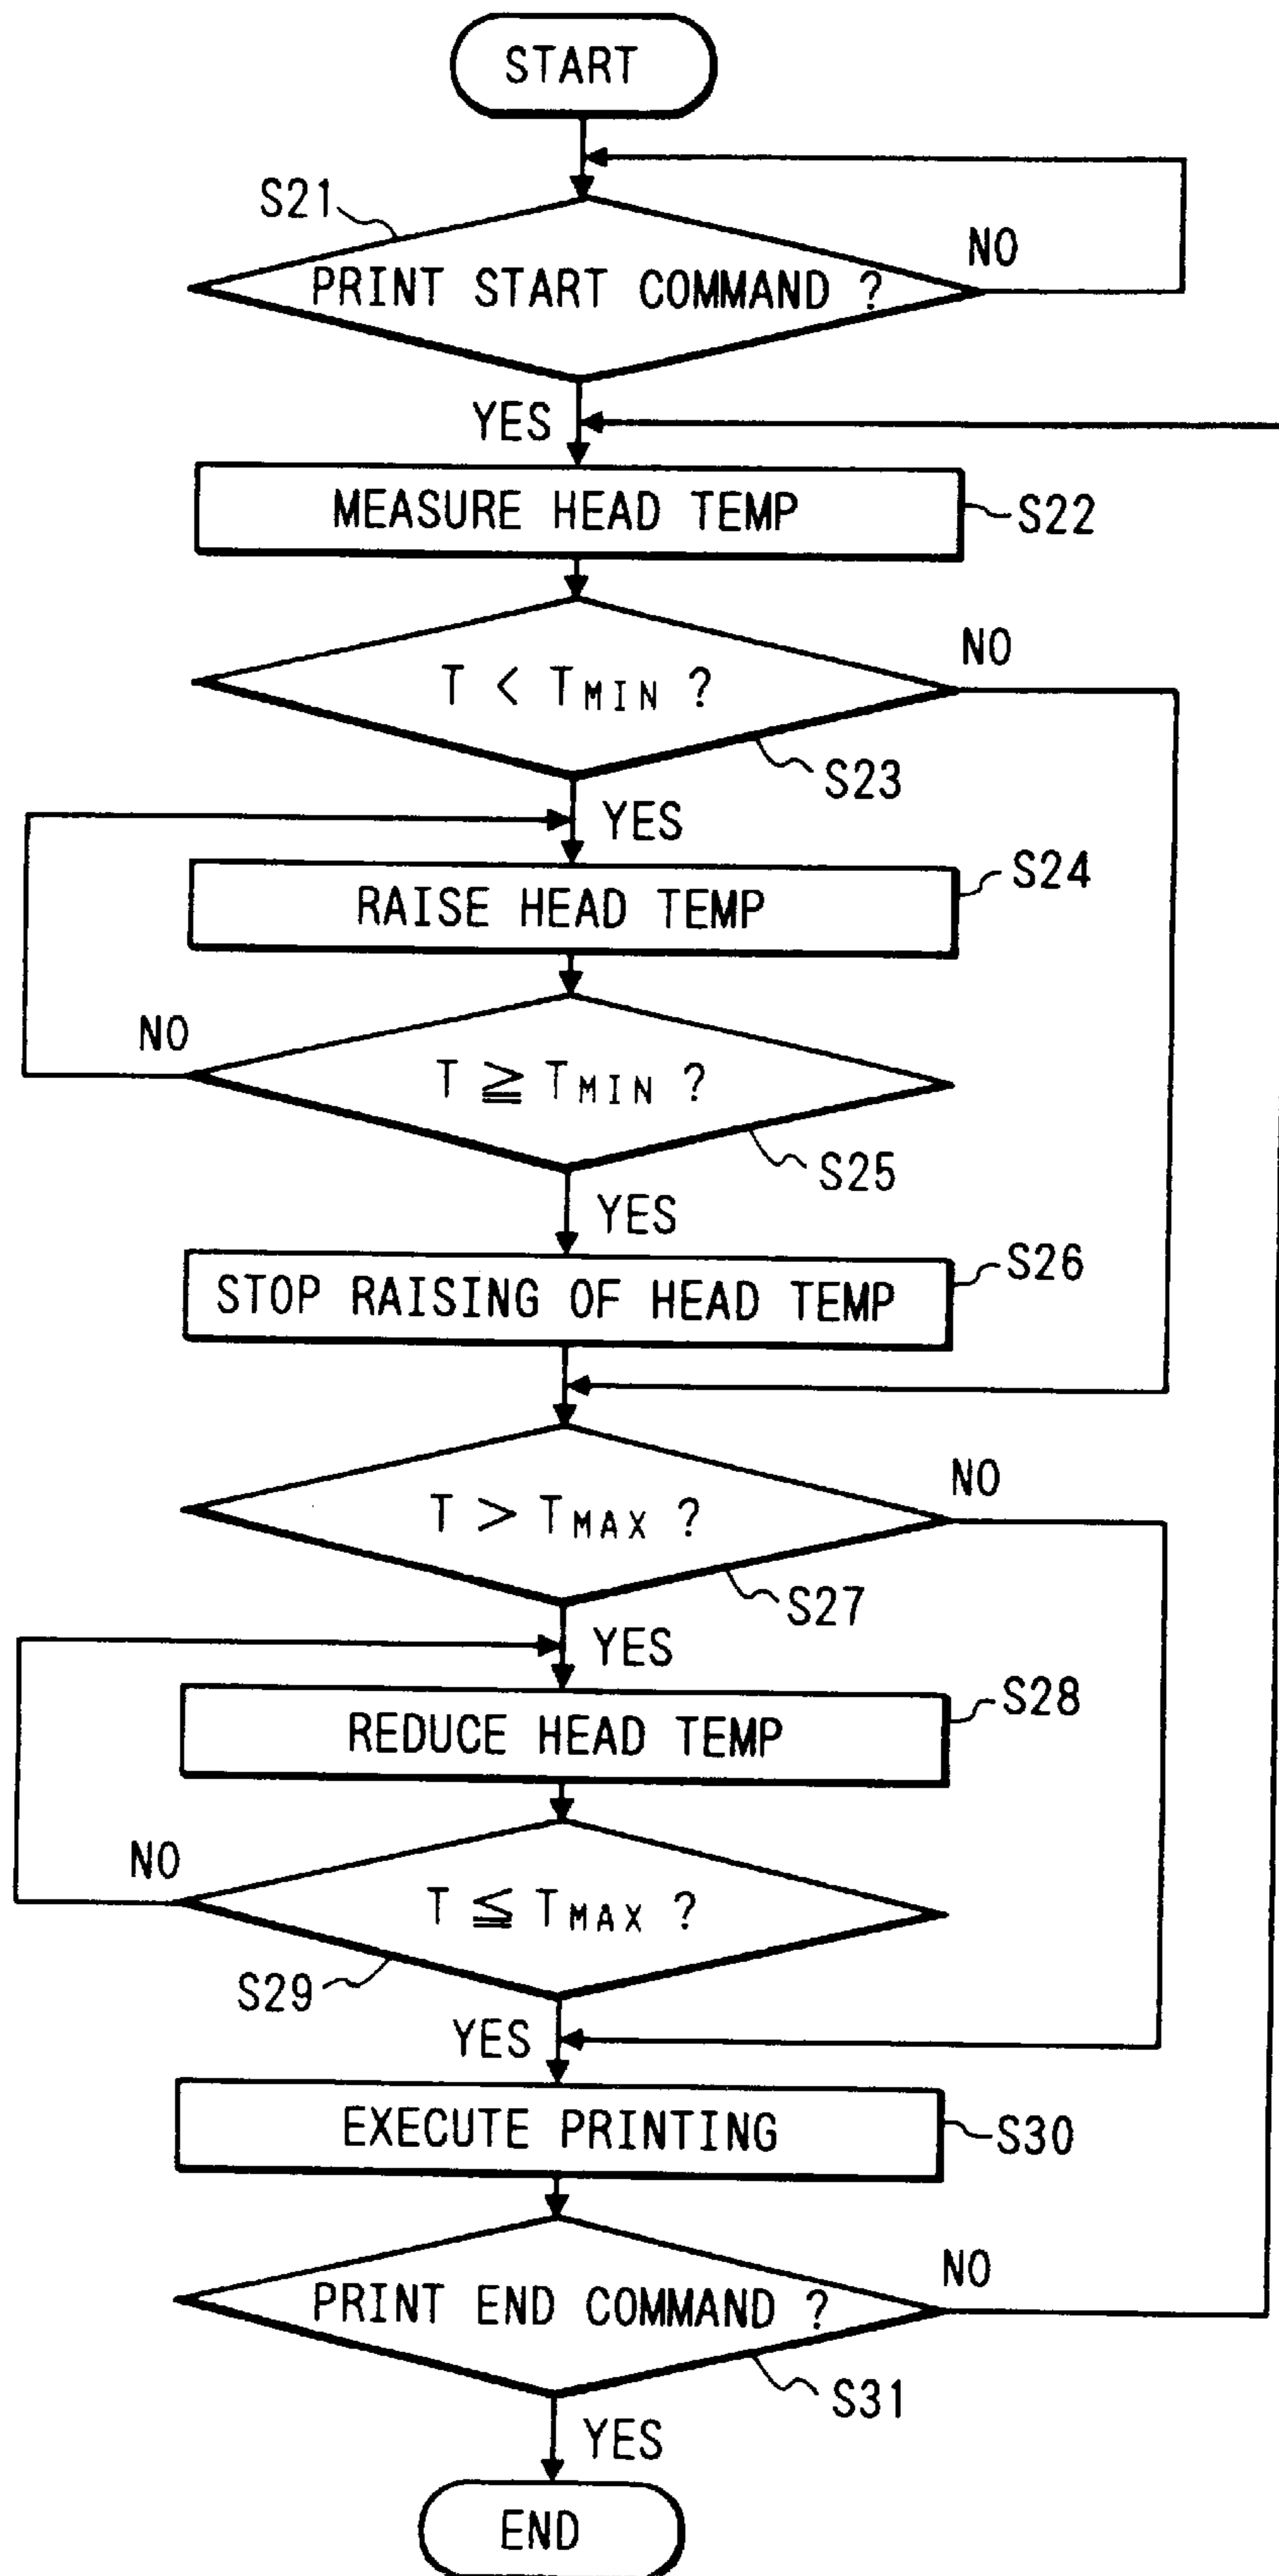 START
S21
NO
PRINT START COMMAND ?
YES
MEASURE HEAD TEMP
S22
NO
T < TMIN ?
S23
YES
RAISE HEAD TEMP
S24
NO
T ≧ TMIN ?
S25
YES
STOP RAISING OF HEAD TEMP
S26
NO
T > TMAX ?
S27
YES
REDUCE HEAD TEMP
S28
NO
T ≦ TMAX ?
S29
YES
EXECUTE PRINTING
S30
NO
PRINT END COMMAND ?
S31
YES
END